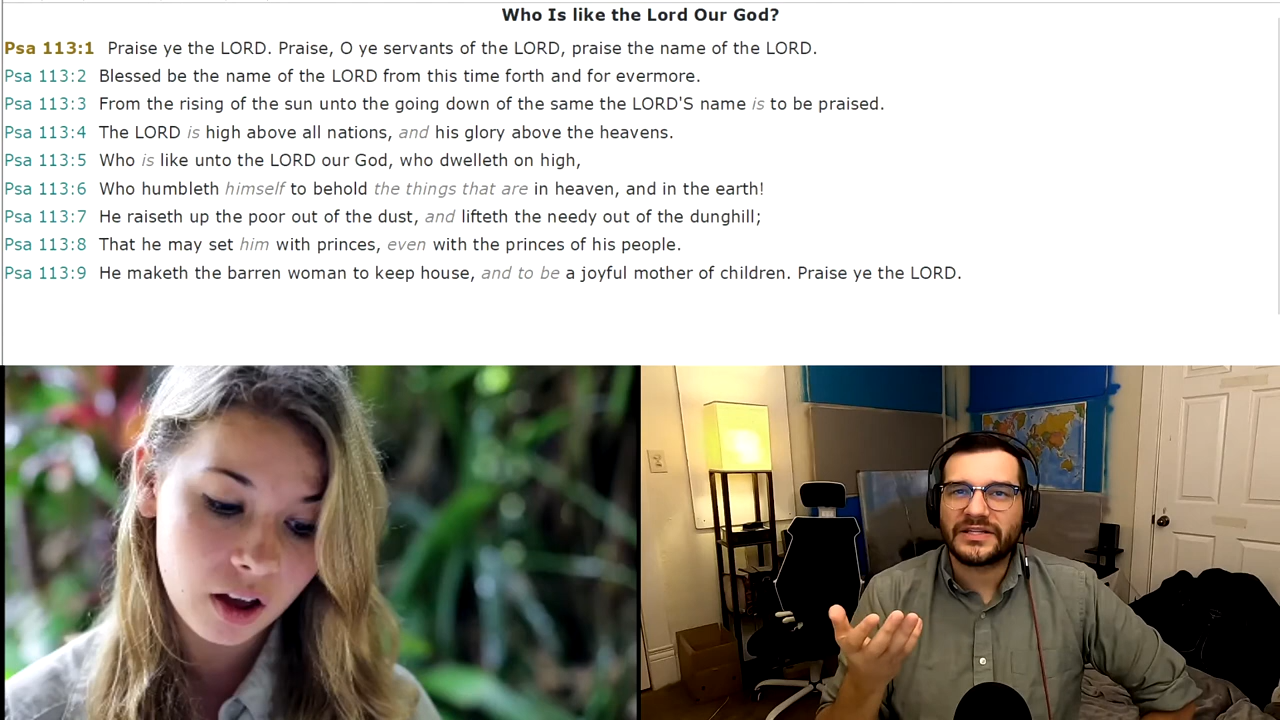 Who Is like the Lord Our God?
Psa 113:1 Praise ye the LORD. Praise, O ye servants of the LORD, praise the name of the LORD.
Psa 113:2 Blessed be the name of the LORD from this time forth and for evermore.
Psa 113:3 From the rising of the sun unto the going down of the same the LORD'S name is to be praised.
Psa 113:4 The LORD is high above all nations, and his glory above the heavens.
Psa 113:5 Who is like unto the LORD our God, who dwelleth on high,
Psa 113:6 Who humbleth himself to behold the things that are in heaven, and in the earth!
Psa 113:7 He raiseth up the poor out of the dust, and lifteth the needy out of the dunghill;
Psa 113:8 That he may set him with princes, even with the princes of his people.
Psa 113:9 He maketh the barren woman to keep house, and to be a joyful mother of children. Praise ye the LORD.